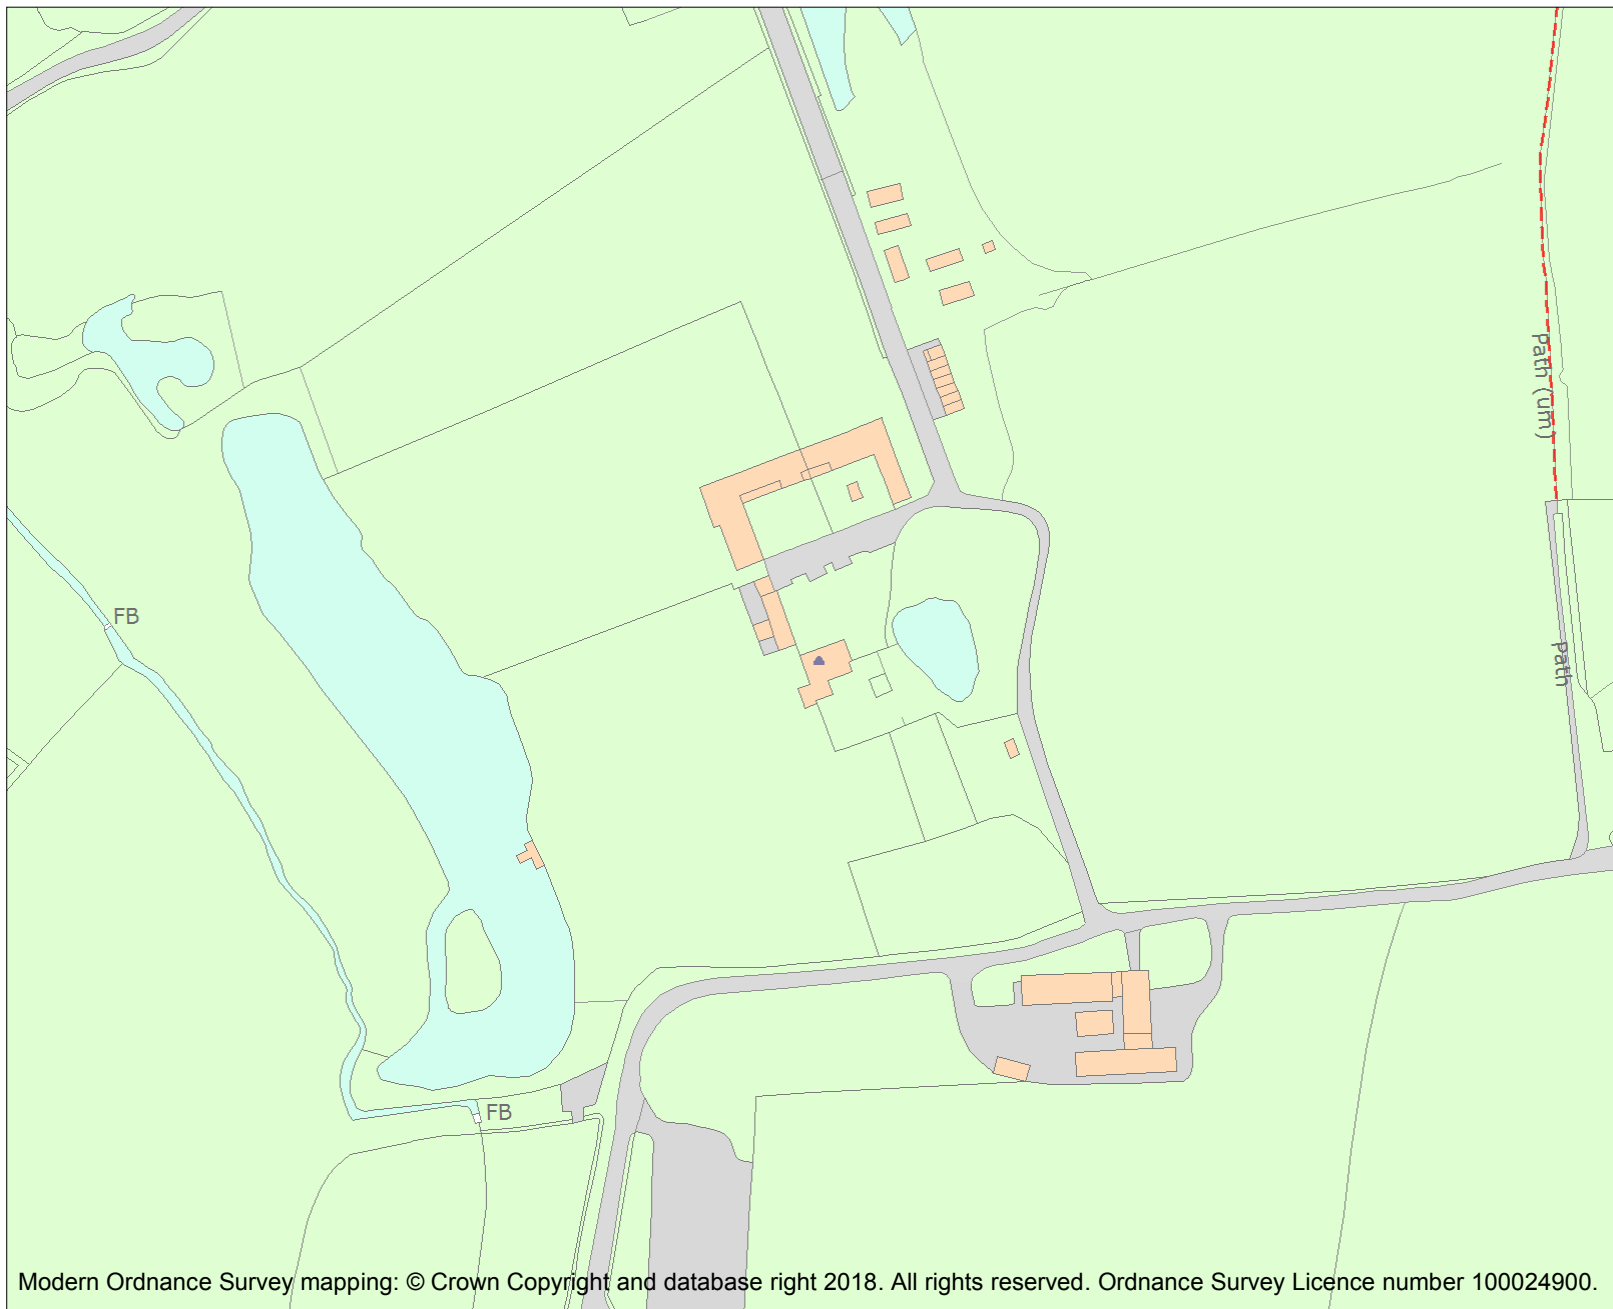 Path (um)
FB
Path
FB
Modern Ordnance Survey mapping: © Crown Copyright and database right 2018. All rights reserved. Ordnance Survey Licence number 100024900.